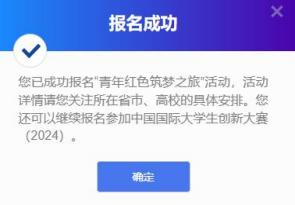 报名成功
您已成功报名“青年红色筑梦之旅”活动，活动
详情请您关注所在省市、高校的具体安排。您
还可以继续报名参加中国国际大学生创新大赛
（2024）。
确定